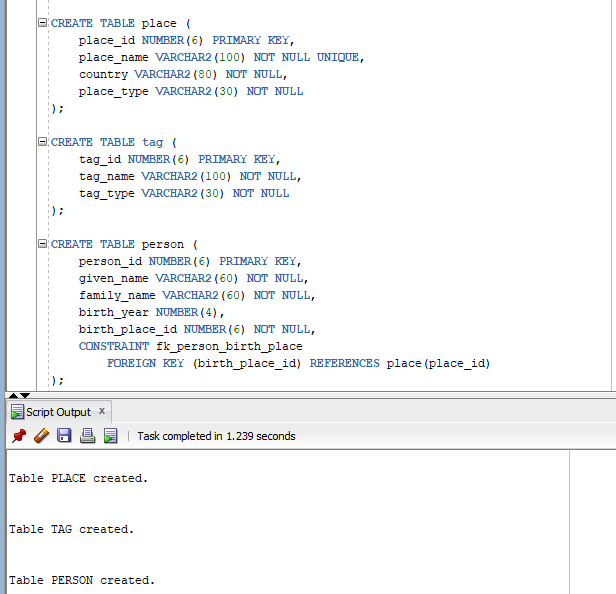 CREATE TABLE place (
    place_id NUMBER(6) PRIMARY KEY,
    place_name VARCHAR2(100) NOT NULL UNIQUE,
    country VARCHAR2(80) NOT NULL,
    place_type VARCHAR2(30) NOT NULL
);
CREATE TABLE tag (
    tag_id NUMBER(6) PRIMARY KEY,
    tag_name VARCHAR2(100) NOT NULL,
    tag_type VARCHAR2(30) NOT NULL
);
CREATE TABLE person (
    person_id NUMBER(6) PRIMARY KEY,
    given_name VARCHAR2(60) NOT NULL,
    family_name VARCHAR2(60) NOT NULL,
    birth_year NUMBER(4),
    birth_place_id NUMBER(6) NOT NULL,
    CONSTRAINT fk_person_birth_place
        FOREIGN KEY (birth_place_id) REFERENCES place(place_id)
);
Script Output x
Task completed in 1.239 seconds
Table PLACE created.
Table TAG created.
Table PERSON created.